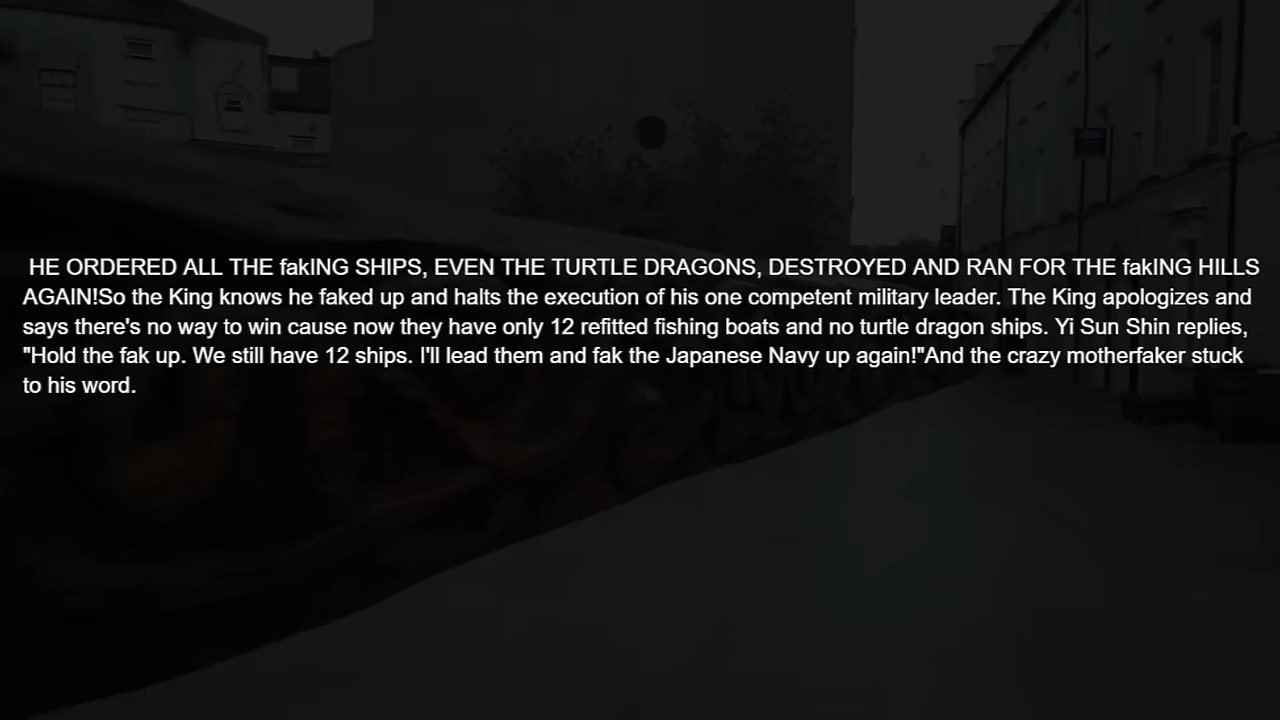 HE ORDERED ALL THE fakING SHIPS, EVEN THE TURTLE DRAGONS, DESTROYED AND RAN FOR THE fakING HILLS
AGAIN!So the King knows he faked up and halts the execution of his one competent military leader. The King apologizes and
says there's no way to win cause now they have only 12 refitted fishing boats and no turtle dragon ships. Yi Sun Shin replies,
"Hold the fak up. We still have 12 ships. I'll lead them and fak the Japanese Navy up again!"And the crazy motherfaker stuck
to his word.